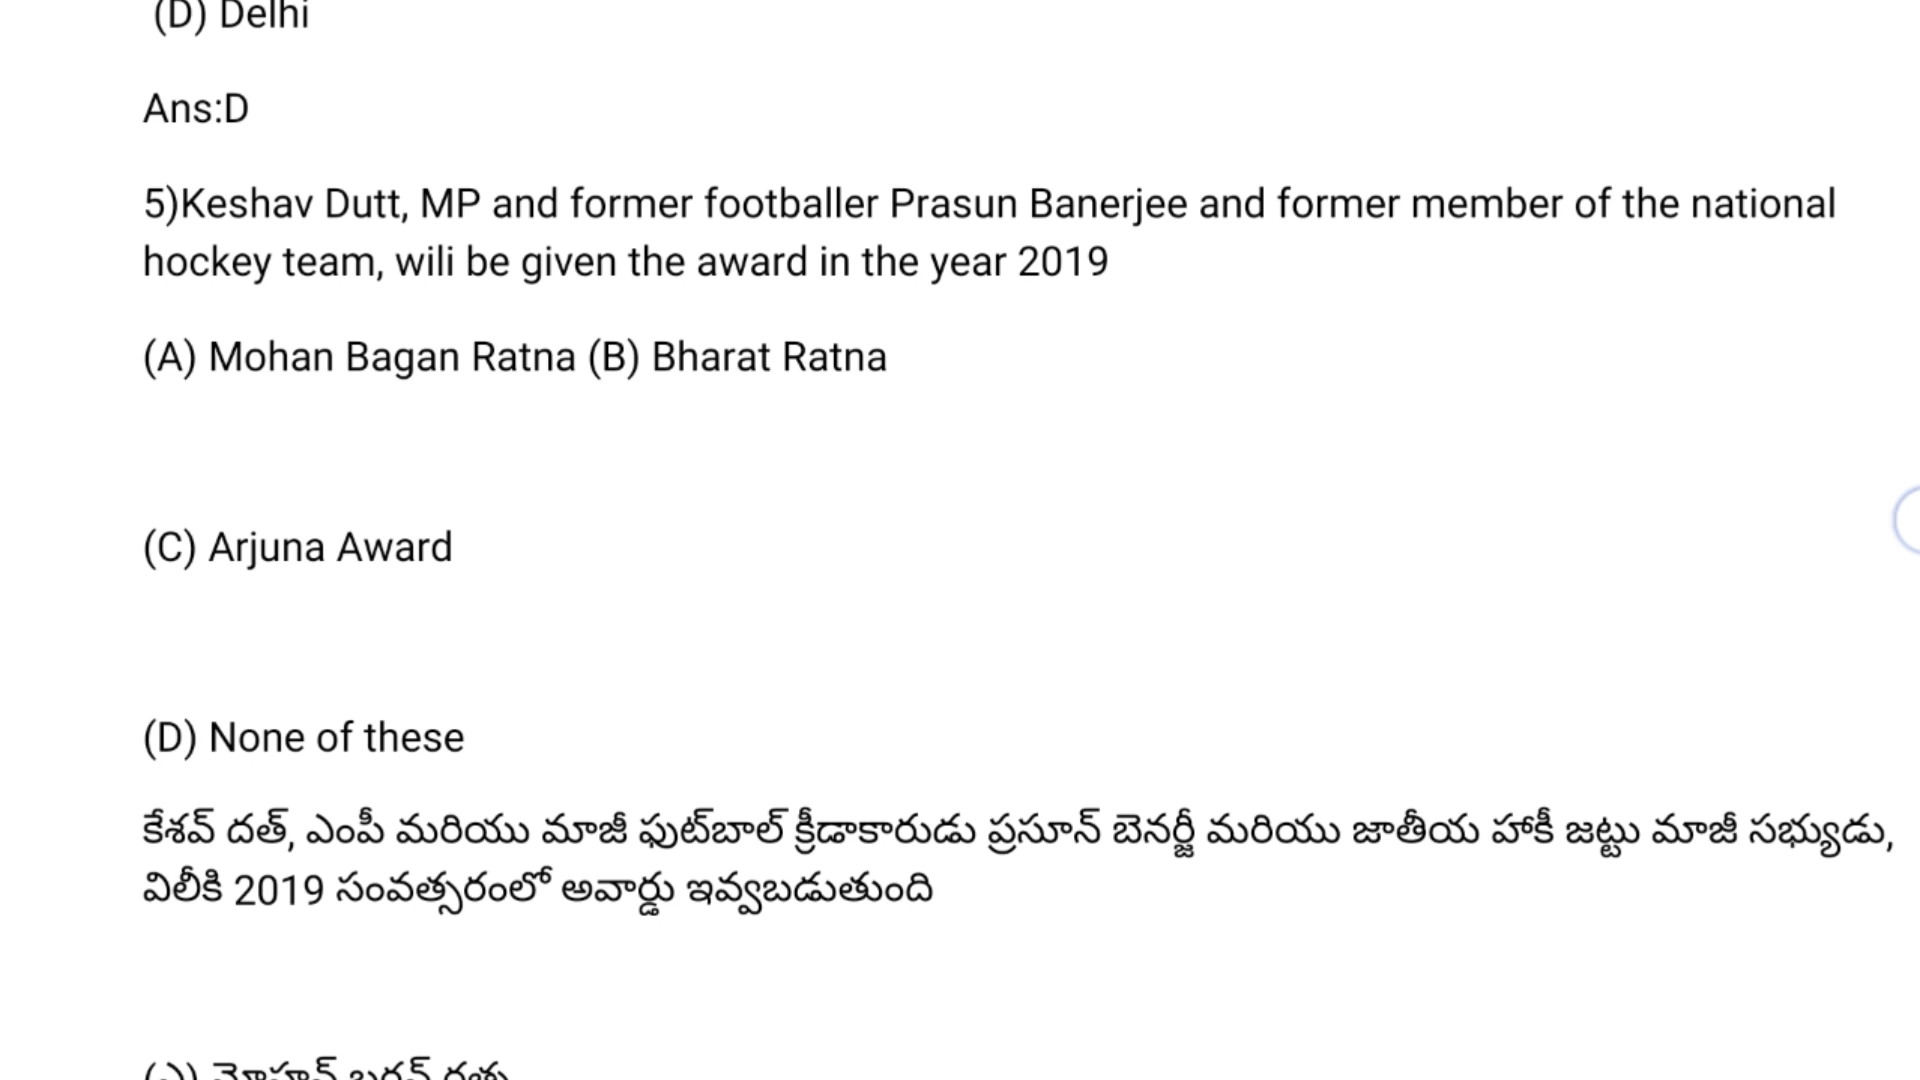 (D) Delhi
Ans:D
5)Keshav Dutt, MP and former footballer Prasun Banerjee and former member of the national
hockey team, wili be given the award in the year 2019
(A) Mohan Bagan Ratna (B) Bharat Ratna
(C) Arjuna Award
(D) None of these
కేశవ్ దత్, ఎంపీ మరియు మాజీ ఫుట్‌బాల్ క్రీడాకారుడు ప్రసూన్ బెనర్జీ మరియు జాతీయ హాకీ జట్టు మాజీ సభ్యుడు,
విలీకి 2019 సంవత్సరంలో అవార్డు ఇవ్వబడుతుంది